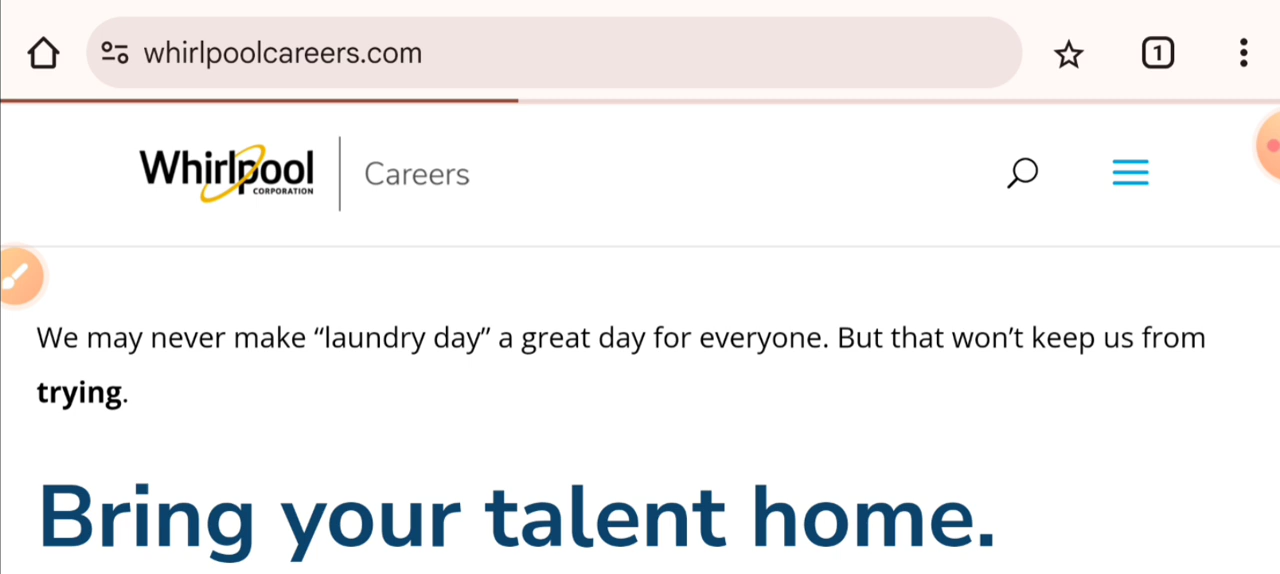 whirlpoolcareers.com
1
Whirlpool
CORPORATION
Careers
We may never make “laundry day” a great day for everyone. But that won’t keep us from
trying.
Bring your talent home.